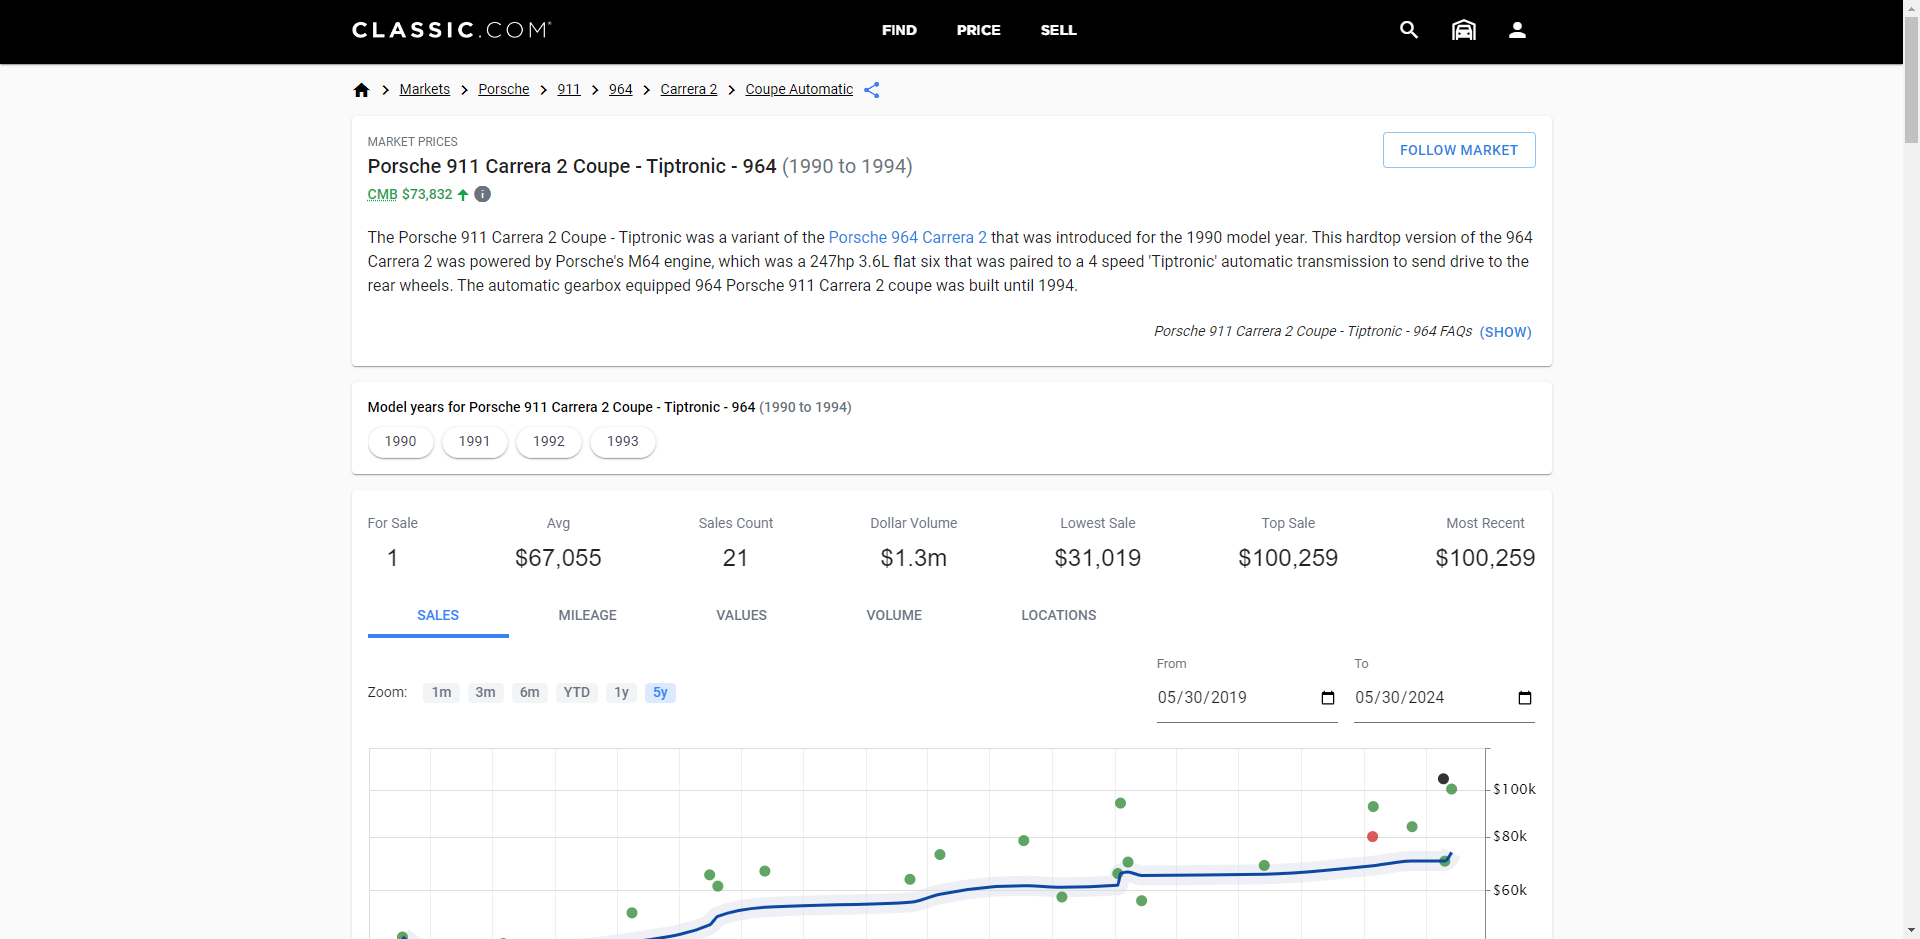 CLASSIC.COM®
FIND PRICE SELL
Markets Porsche 911 964 Carrera 2 Coupe Automatic
MARKET PRICES
Porsche 911 Carrera 2 Coupe - Tiptronic - 964 (1990 to 1994)
FOLLOW MARKET
CMB $73,832
The Porsche 911 Carrera 2 Coupe - Tiptronic was a variant of the Porsche 964 Carrera 2 that was introduced for the 1990 model year. This hardtop version of the 964
Carrera 2 was powered by Porsche's M64 engine, which was a 247hp 3.6L flat six that was paired to a 4 speed 'Tiptronic' automatic transmission to send drive to the
rear wheels. The automatic gearbox equipped 964 Porsche 911 Carrera 2 coupe was built until 1994.
Porsche 911 Carrera 2 Coupe - Tiptronic - 964 FAQs (SHOW)
Model years for Porsche 911 Carrera 2 Coupe - Tiptronic - 964 (1990 to 1994)
1990 1991 1992 1993
For Sale Avg Sales Count Dollar Volume Lowest Sale Top Sale Most Recent
1 $67,055 21 $1.3m $31,019 $100,259 $100,259
SALES MILEAGE VALUES VOLUME LOCATIONS
From To
Zoom: 1m 3m 6m YTD 1y 5y 05/30/2019 05/30/2024
$100k
$80k
$60k